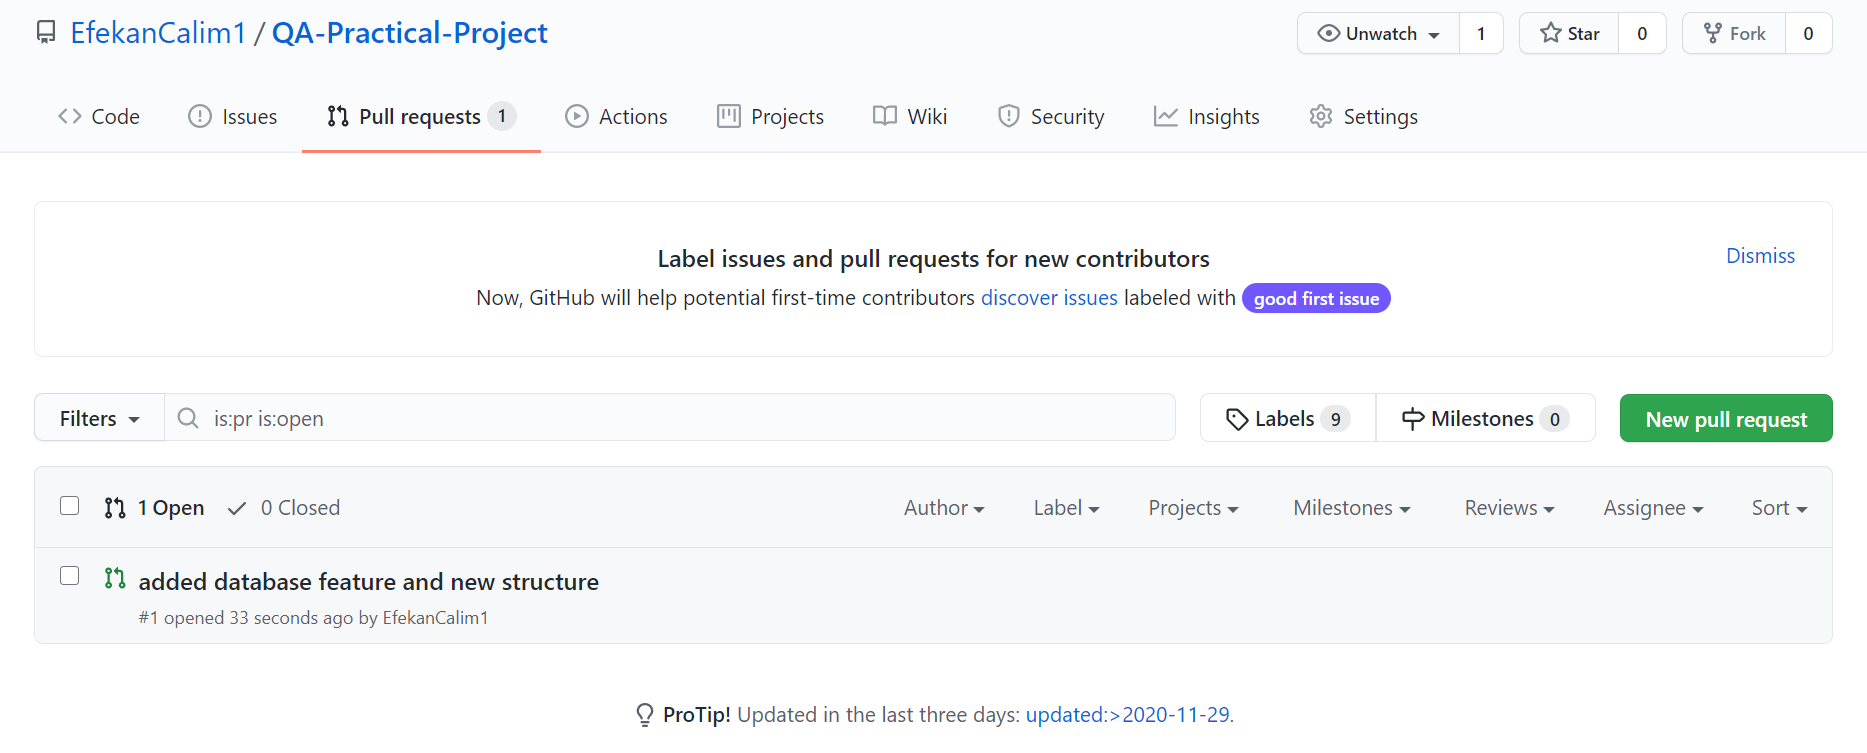 EfekanCalim1 / QA-Practical-Project Unwatch 1 Star 0 Fork 0
Code Issues Pull requests 1 Actions Projects Wiki Security Insights Settings
Label issues and pull requests for new contributors
Dismiss
Now, GitHub will help potential first-time contributors discover issues labeled with good first issue
Filters is:pr is:open Labels 9 Milestones 0 New pull request
1 Open 0 Closed Author Label Projects Milestones Reviews Assignee Sort
added database feature and new structure
#1 opened 33 seconds ago by EfekanCalim1
ProTip! Updated in the last three days: updated:>2020-11-29.